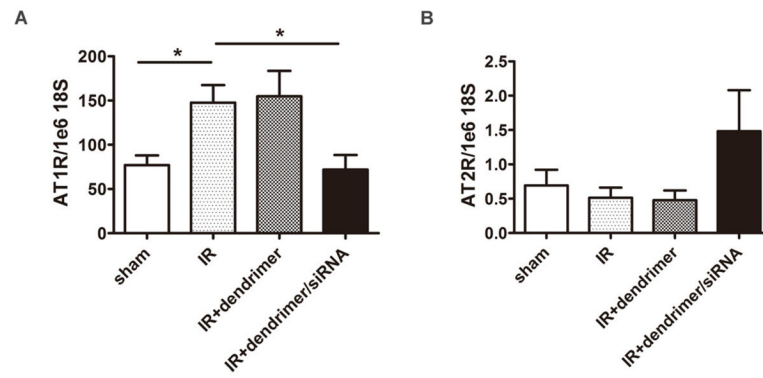 A
AT1R/1e6 18S
200
150
100
50
0
*
*
sham
IR
IR+dendrimer
IR+dendrimer/siRNA
B
AT2R/1e6 18S
2.5
2.0
1.5
1.0
0.5
0.0
sham
IR
IR+dendrimer
IR+dendrimer/siRNA